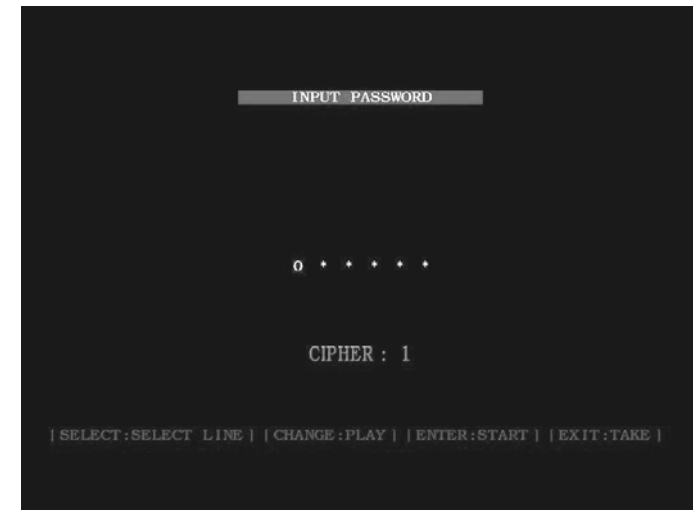 INPUT PASSWORD
0 * * * * *
CIPHER : 1
[SELECT:SELECT LINE] [CHANGE:PLAY] [ENTER:START] [EXIT:TAKE]